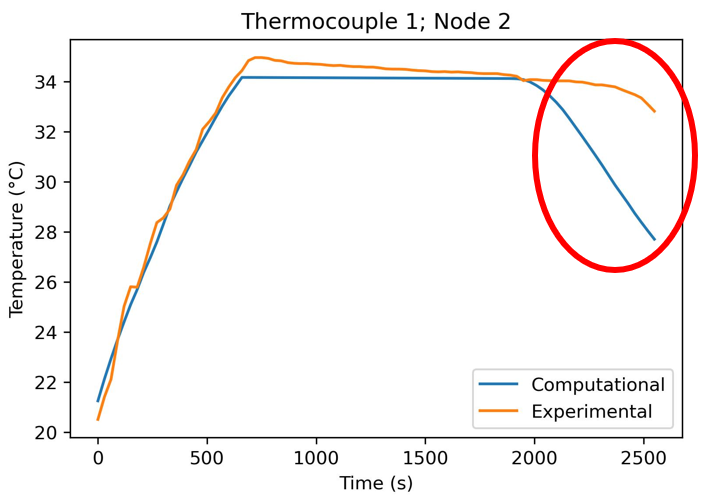 Thermocouple 1; Node 2
34
32
30
28
26
24
22
20
Temperature (°C)
0 500 1000 1500 2000 2500
Time (s)
Computational
Experimental